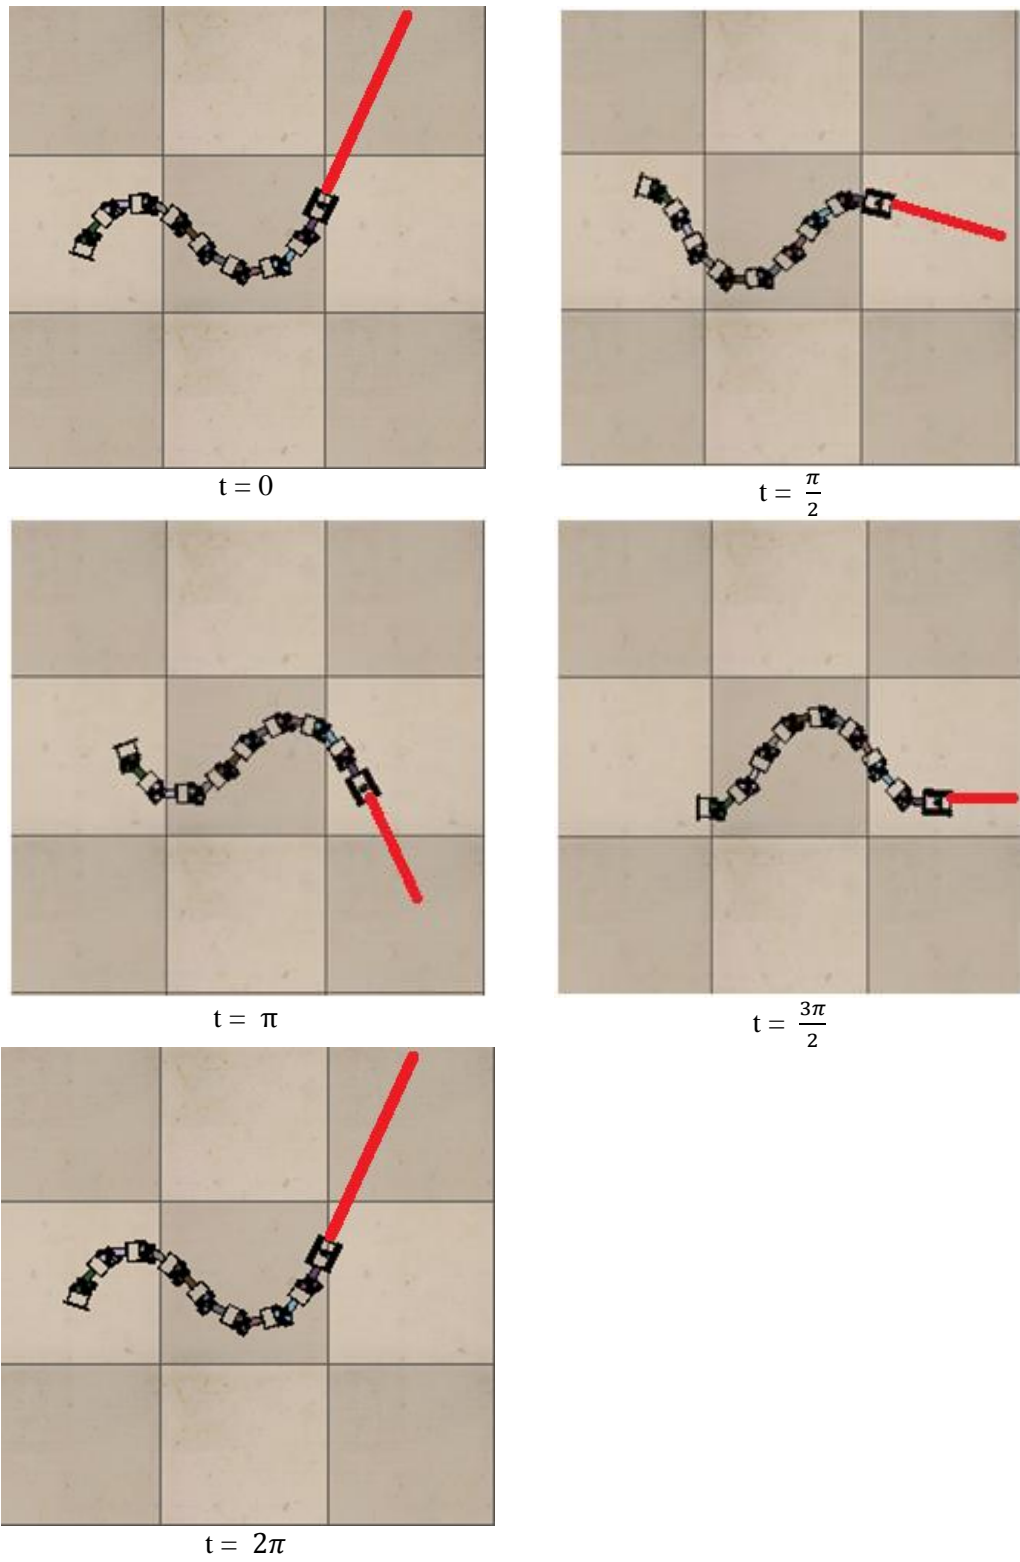 t = 0
t = π/2
t = π
t = 3π/2
t = 2π